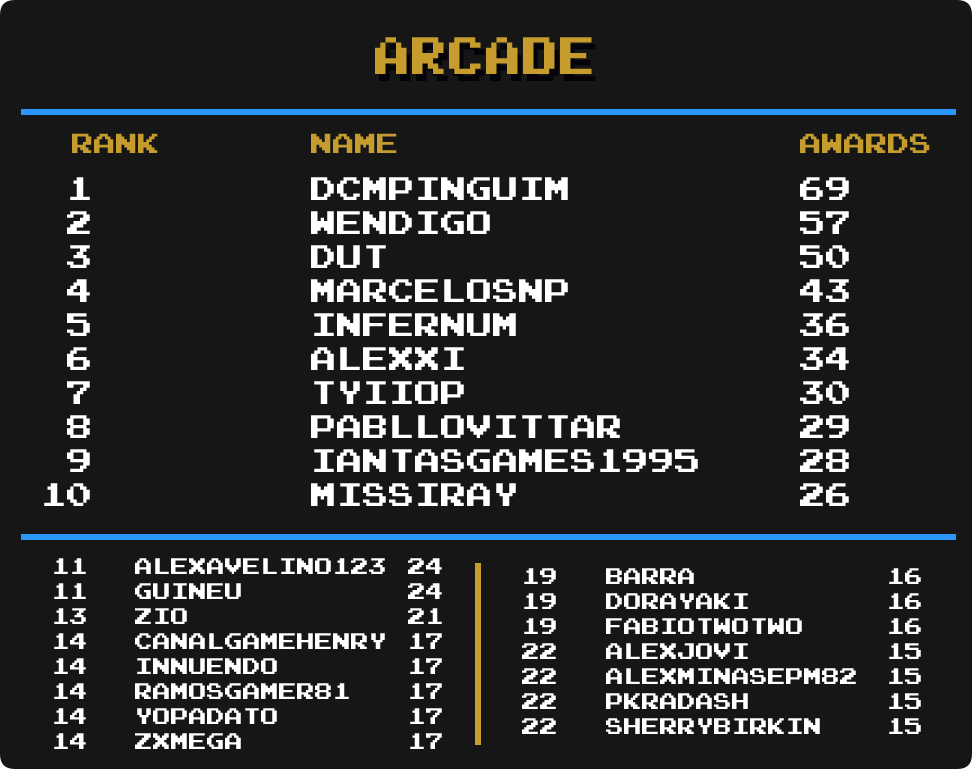 ARCADE
RANK NAME AWARDS
1 DCMPINGUIM 69
2 WENDIGO 57
3 DUT 50
4 MARCELOSNP 43
5 INFERNUM 36
6 ALEXXI 34
7 TYIIOP 30
8 PABLLOVITTAR 29
9 IANTASGAMES1995 28
10 MISSIRAY 26
11 ALEXAVELINO123 24
11 GUINEU 24
13 ZIO 21
14 CANALGAMEHENRY 17
14 INNUENDO 17
14 RAMOSGAMER81 17
14 YOPADATO 17
14 ZXMEGA 17
19 BARRA 16
19 DORAYAKI 16
19 FABIOTWOTWO 16
22 ALEXJOVI 15
22 ALEXMINASEPM82 15
22 PKRADASH 15
22 SHERRYBIRKIN 15